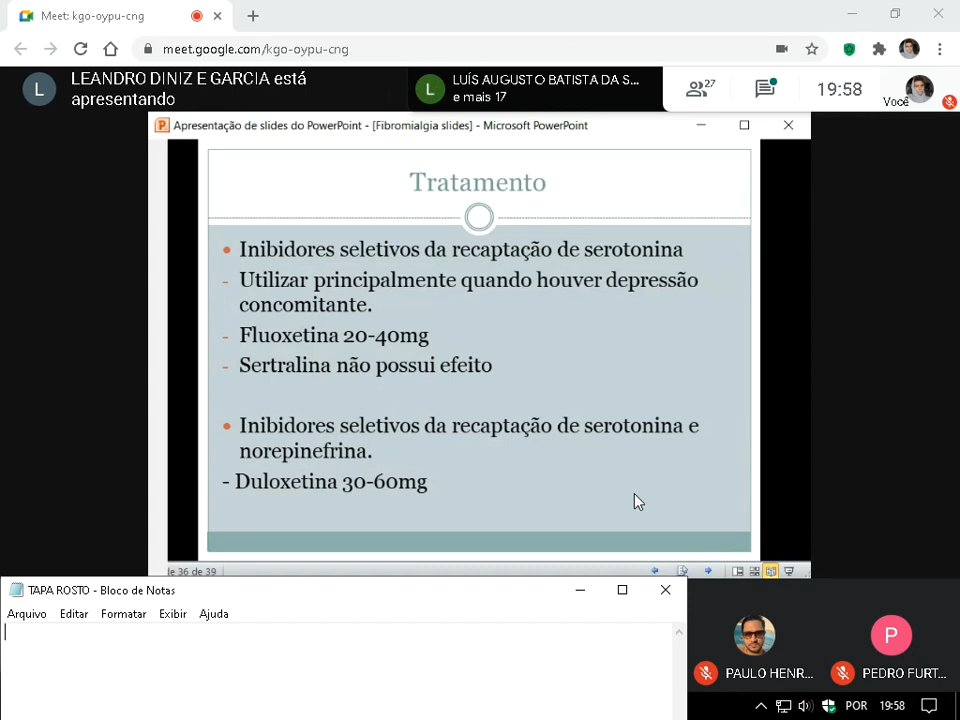 Meet: kgo-oypu-cng
meet.google.com/kgo-oypu-cng
L
LEANDRO DINIZ E GARCIA está
apresentando
L
LUÍS AUGUSTO BATISTA DA S...
e mais 17
27
19:58
Você
Apresentação de slides do PowerPoint - [Fibromialgia slides] - Microsoft PowerPoint
Tratamento
• Inibidores seletivos da recaptação de serotonina
- Utilizar principalmente quando houver depressão
concomitante.
- Fluoxetina 20-40mg
- Sertralina não possui efeito
• Inibidores seletivos da recaptação de serotonina e
norepinefrina.
- Duloxetina 30-60mg
de 36 de 39
TAPA ROSTO - Bloco de Notas
Arquivo Editar Formatar Exibir Ajuda
PAULO HENR...
P
PEDRO FURT...
POR 19:58